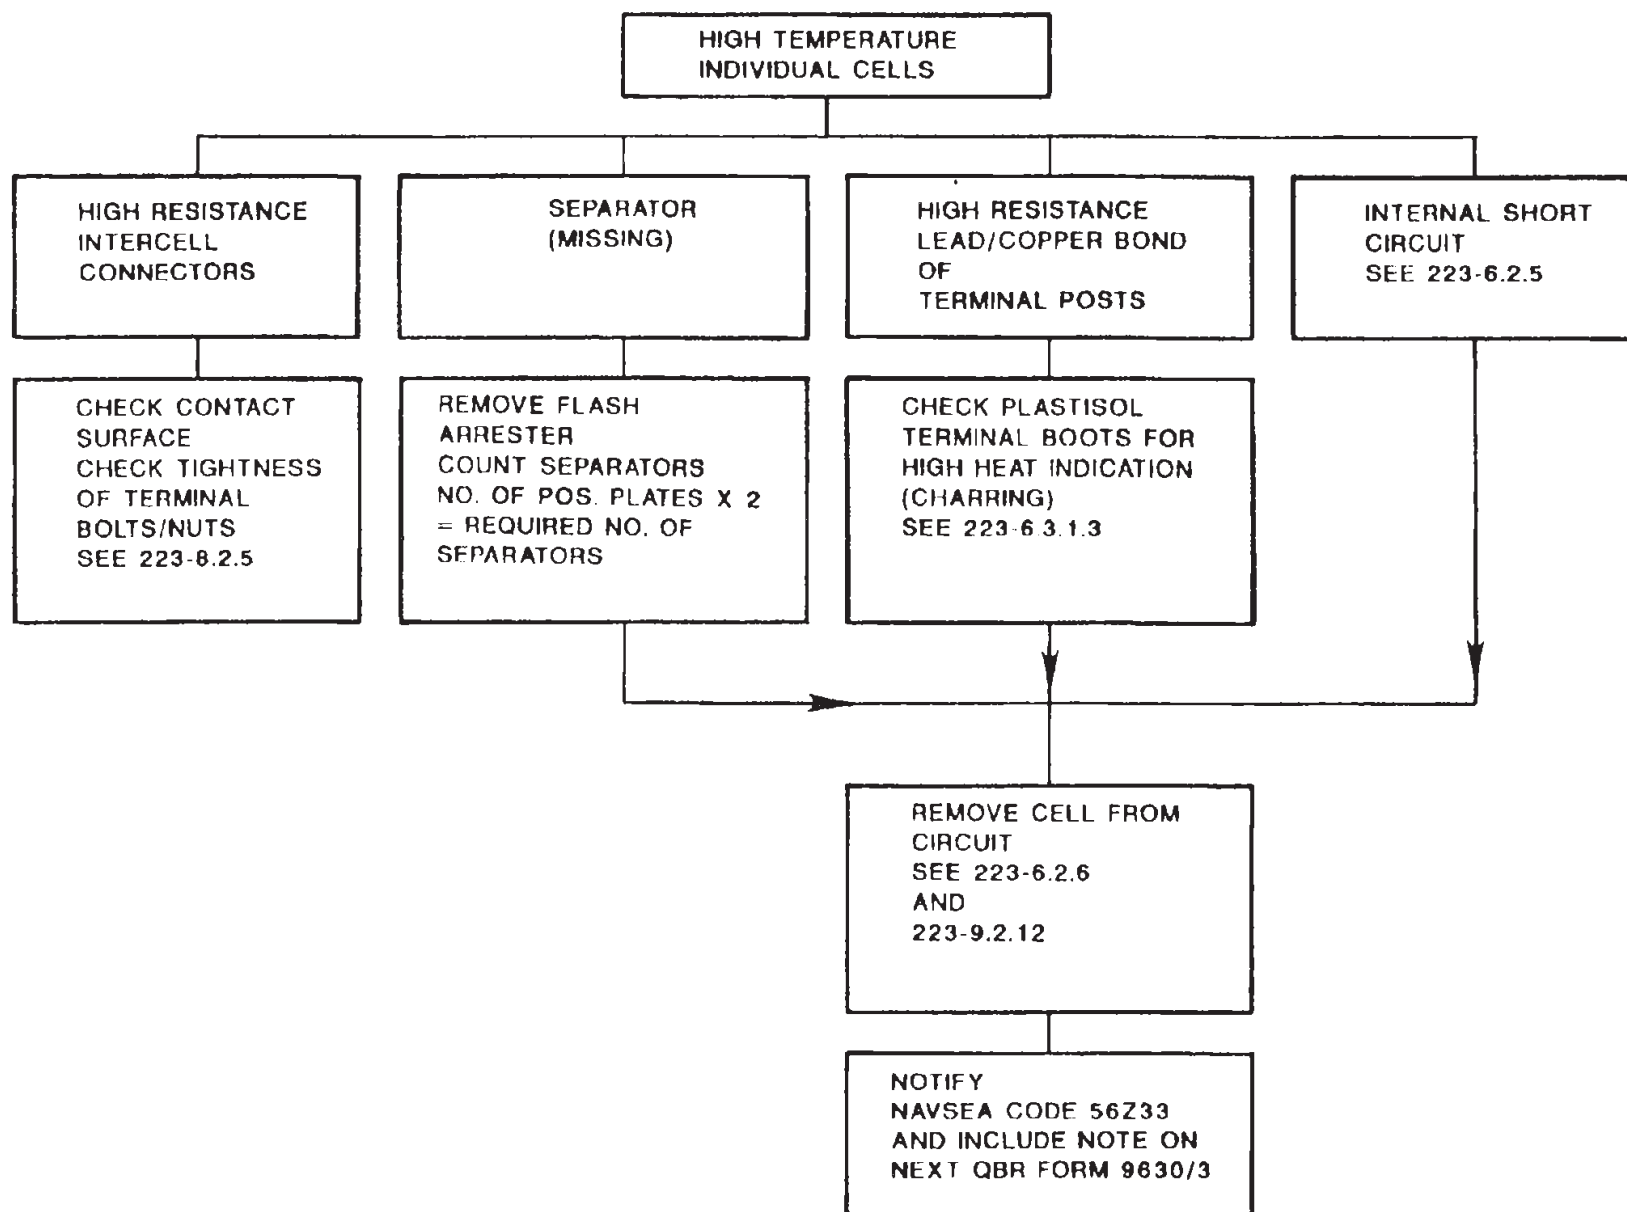 HIGH TEMPERATURE
INDIVIDUAL CELLS
HIGH RESISTANCE
INTERCELL
CONNECTORS
SEPARATOR
(MISSING)
HIGH RESISTANCE
LEAD/COPPER BOND
OF
TERMINAL POSTS
INTERNAL SHORT
CIRCUIT
SEE 223-6.2.5
CHECK CONTACT
SURFACE
CHECK TIGHTNESS
OF TERMINAL
BOLTS/NUTS
SEE 223-8.2.5
REMOVE FLASH
ARRESTER
COUNT SEPARATORS
NO. OF POS. PLATES X 2
= REQUIRED NO. OF
SEPARATORS
CHECK PLASTISOL
TERMINAL BOOTS FOR
HIGH HEAT INDICATION
(CHARRING)
SEE 223-6.3.1.3
REMOVE CELL FROM
CIRCUIT
SEE 223-6.2.6
AND
223-9.2.12
NOTIFY
NAVSEA CODE 56Z33
AND INCLUDE NOTE ON
NEXT QBR FORM 9630/3